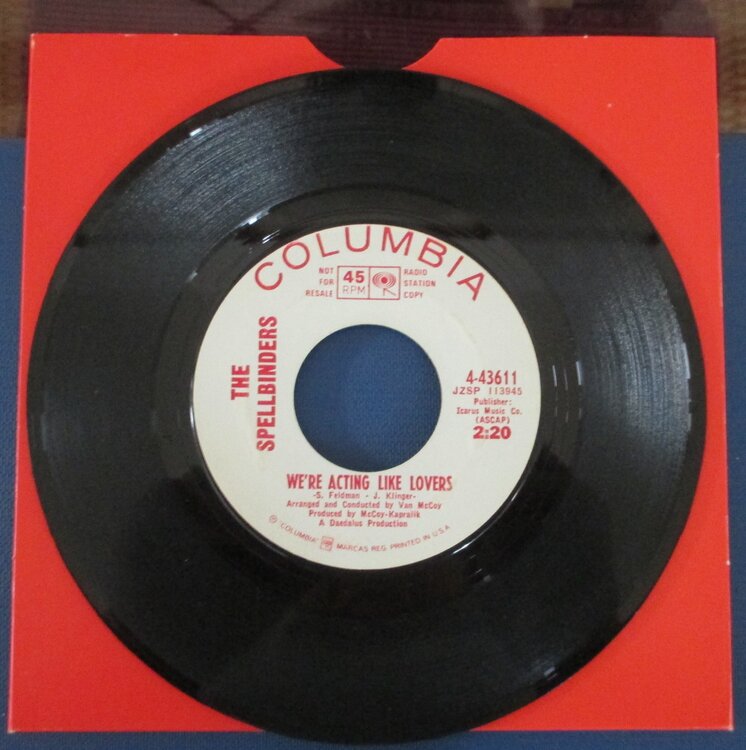 COLUMBIA
NOT FOR RESALE
45 RPM
RADIO STATION COPY
THE
SPELLBINDERS
4-43611
JZSP 113945
Publisher:
Icarus Music Co.
(ASCAP)
2:20
WE'RE ACTING LIKE LOVERS
-S. Feldman - J. Klinger-
Arranged and Conducted by Van McCoy
Produced by McCoy-Kapralik
A Daedalus Production
℗ "COLUMBIA" MARCAS REG. PRINTED IN U.S.A.